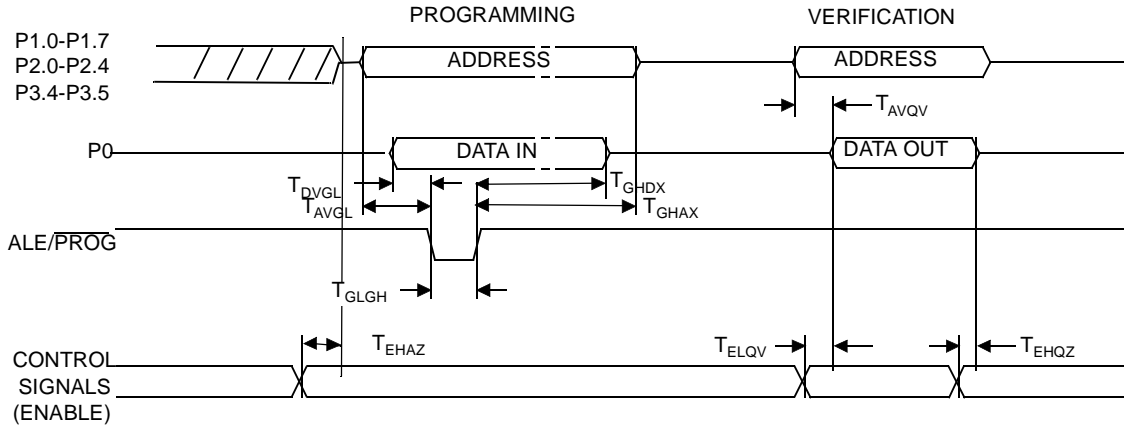 PROGRAMMING
VERIFICATION
P1.0-P1.7
P2.0-P2.4
P3.4-P3.5
ADDRESS
ADDRESS
TAVQV
P0
DATA IN
DATA OUT
TDVGL
TGHDX
TAVGL
TGHAX
ALE/PROG
TGLGH
TEHAZ
TELQV
TEHQZ
CONTROL
SIGNALS
(ENABLE)